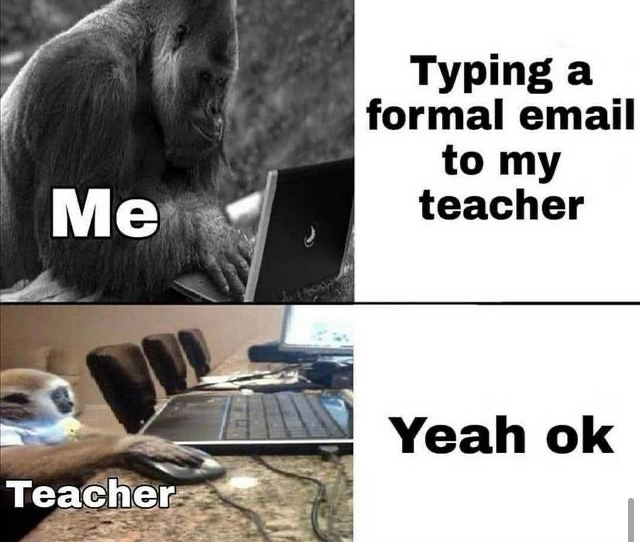 Me
Typing a
formal email
to my
teacher
Teacher
Yeah ok